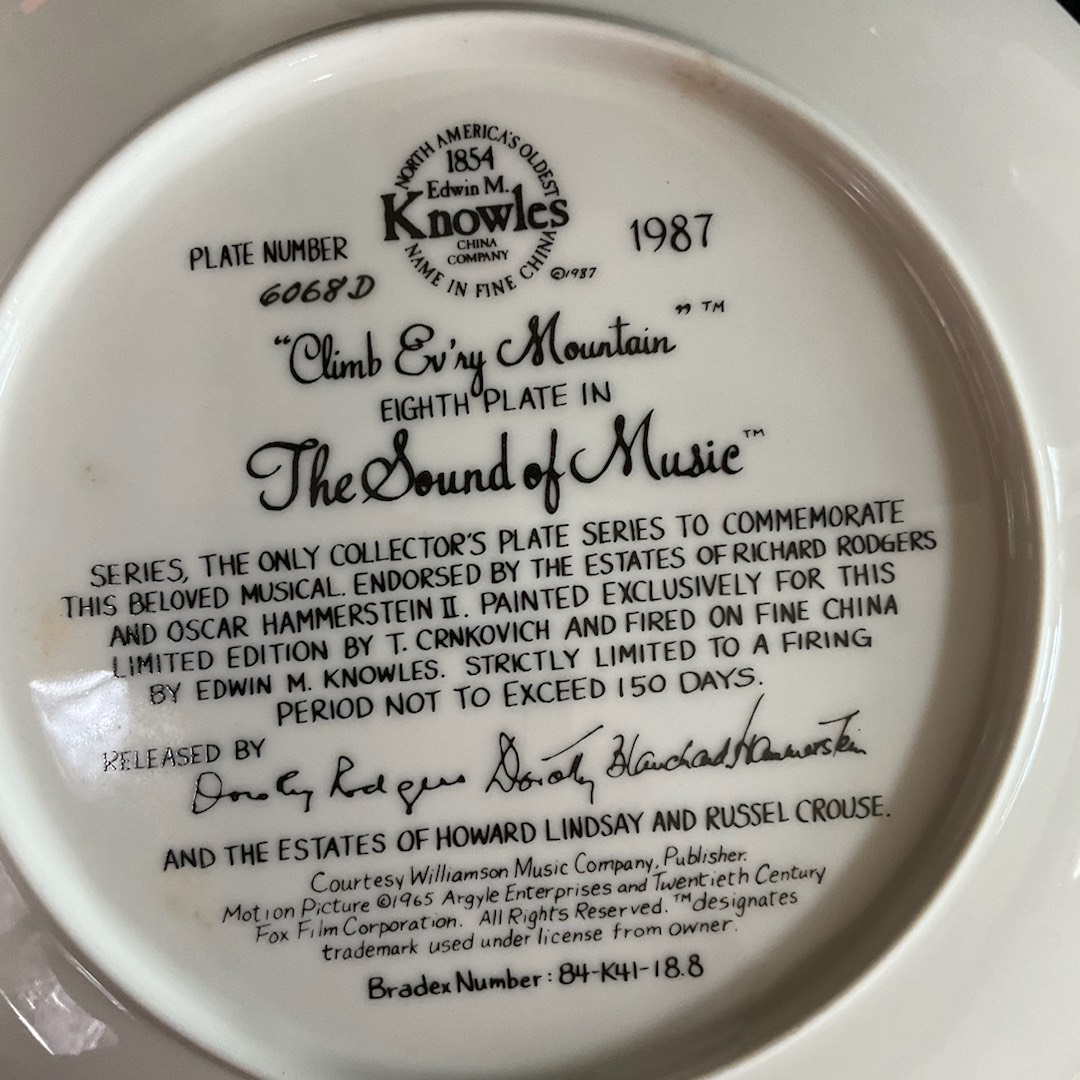 NORTH AMERICA'S OLDEST
1854
Edwin M.
Knowles
CHINA
COMPANY
NAME IN FINE CHINA
©1987
PLATE NUMBER
6068D
1987
"Climb Ev'ry Mountain" ™
EIGHTH PLATE IN
The Sound of Music™
SERIES, THE ONLY COLLECTOR'S PLATE SERIES TO COMMEMORATE
THIS BELOVED MUSICAL. ENDORSED BY THE ESTATES OF RICHARD RODGERS
AND OSCAR HAMMERSTEIN II. PAINTED EXCLUSIVELY FOR THIS
LIMITED EDITION BY T. CRNKOVICH AND FIRED ON FINE CHINA
BY EDWIN M. KNOWLES. STRICTLY LIMITED TO A FIRING
PERIOD NOT TO EXCEED 150 DAYS.
RELEASED BY
Dorothy Rodgers Dorothy Blanchard Hammerstein
AND THE ESTATES OF HOWARD LINDSAY AND RUSSEL CROUSE.
Courtesy Williamson Music Company, Publisher.
Motion Picture ©1965 Argyle Enterprises and Twentieth Century
Fox Film Corporation. All Rights Reserved. ™designates
trademark used under license from owner.
Bradex Number: 84-K41-18.8